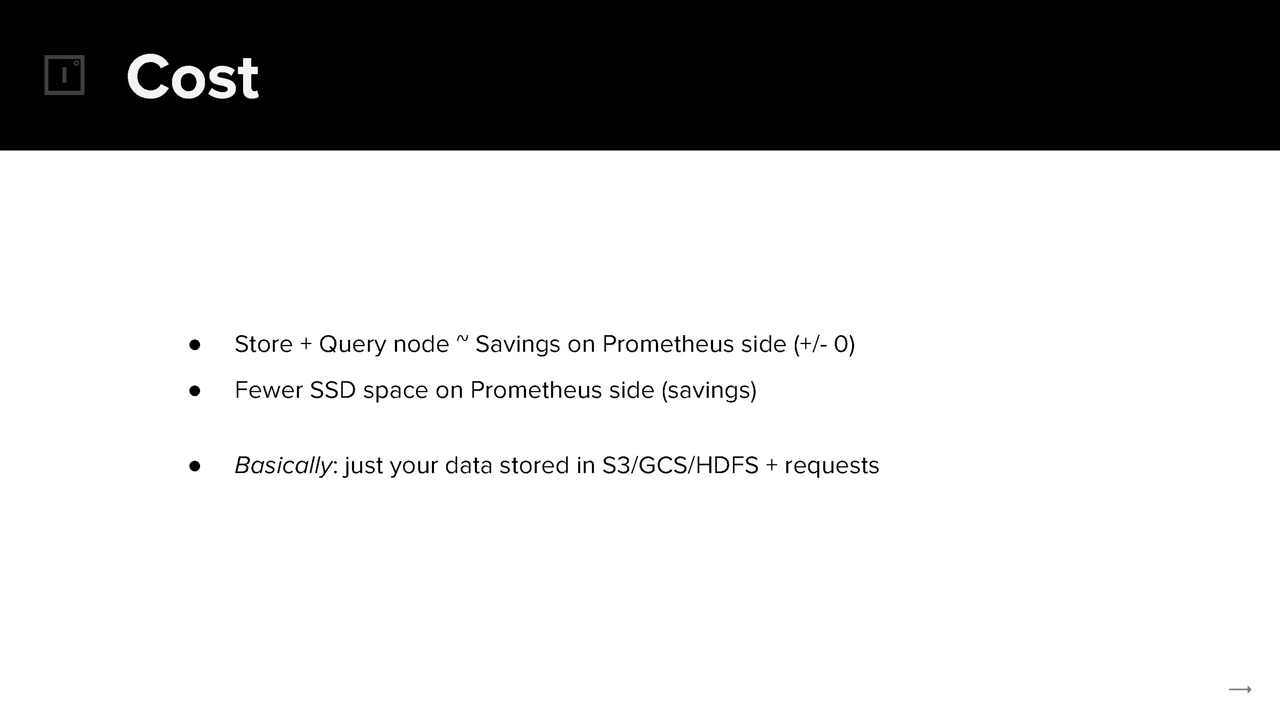 Cost
● Store + Query node ~ Savings on Prometheus side (+/- 0)
● Fewer SSD space on Prometheus side (savings)
● Basically: just your data stored in S3/GCS/HDFS + requests